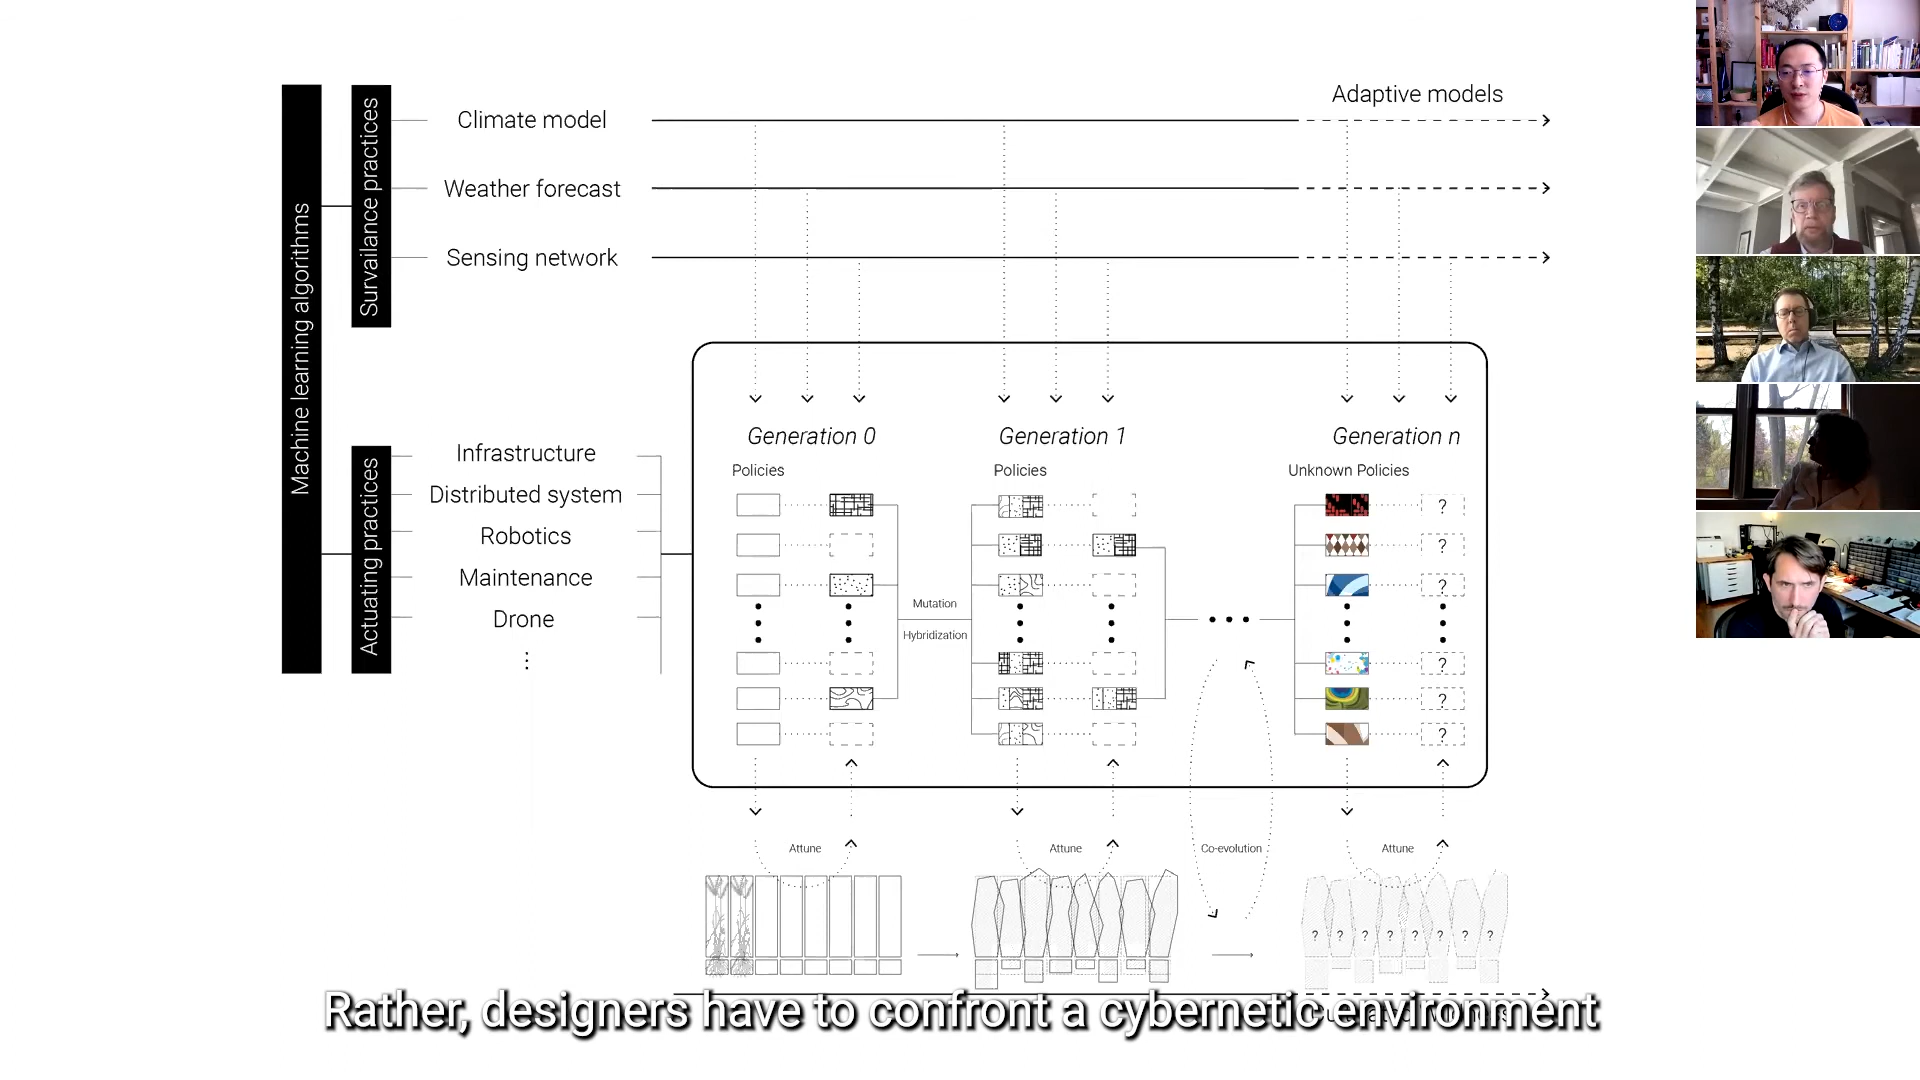 Machine learning algorithms
Survailance practices
Climate model
Weather forecast
Sensing network
Adaptive models
Actuating practices
Infrastructure
Distributed system
Robotics
Maintenance
Drone
Generation 0
Generation 1
Generation n
Policies
Policies
Unknown Policies
?
?
?
?
?
?
Mutation
Hybridization
Attune
Attune
Co-evolution
Attune
? ? ? ? ? ? ? ?
Rather, designers have to confront a cybernetic environment